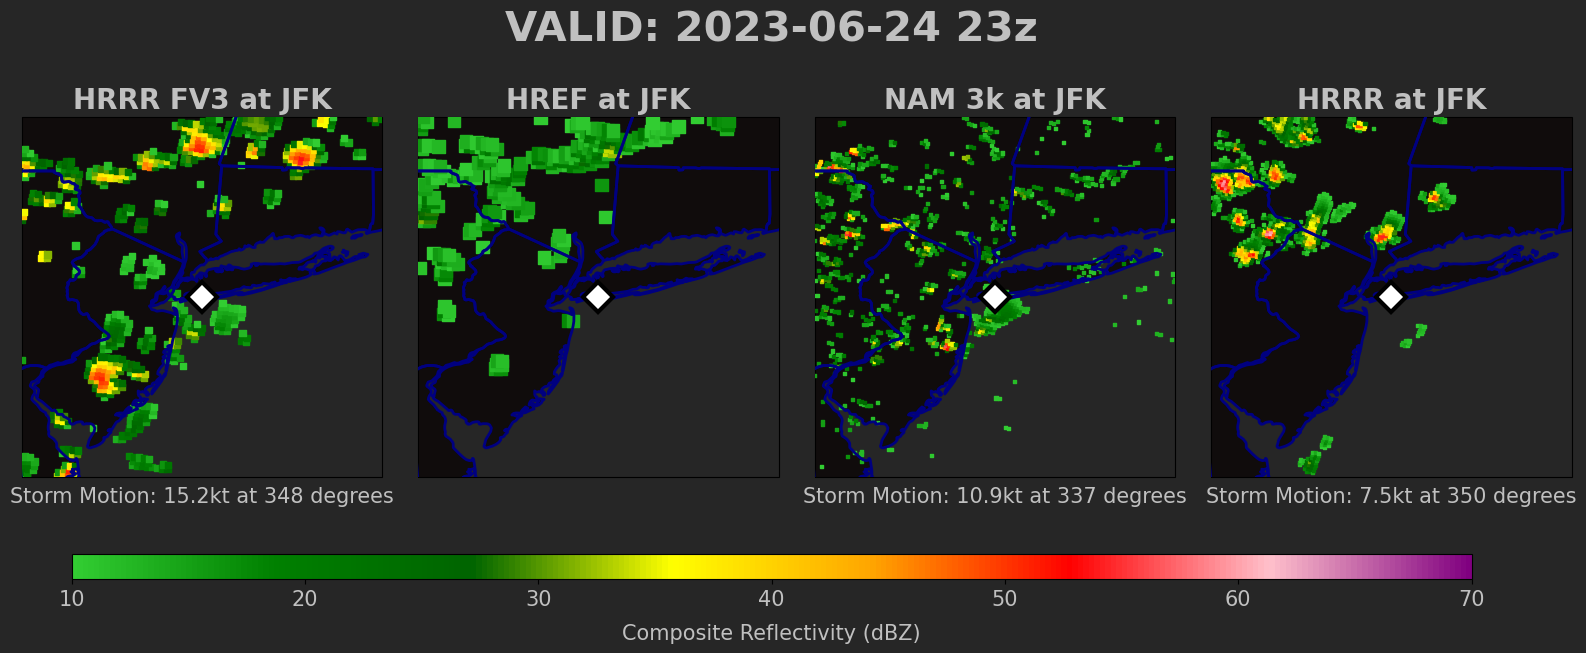 VALID: 2023-06-24 23z
HRRR FV3 at JFK
HREF at JFK
NAM 3k at JFK
HRRR at JFK
Storm Motion: 15.2kt at 348 degrees
Storm Motion: 10.9kt at 337 degrees
Storm Motion: 7.5kt at 350 degrees
10 20 30 40 50 60 70
Composite Reflectivity (dBZ)